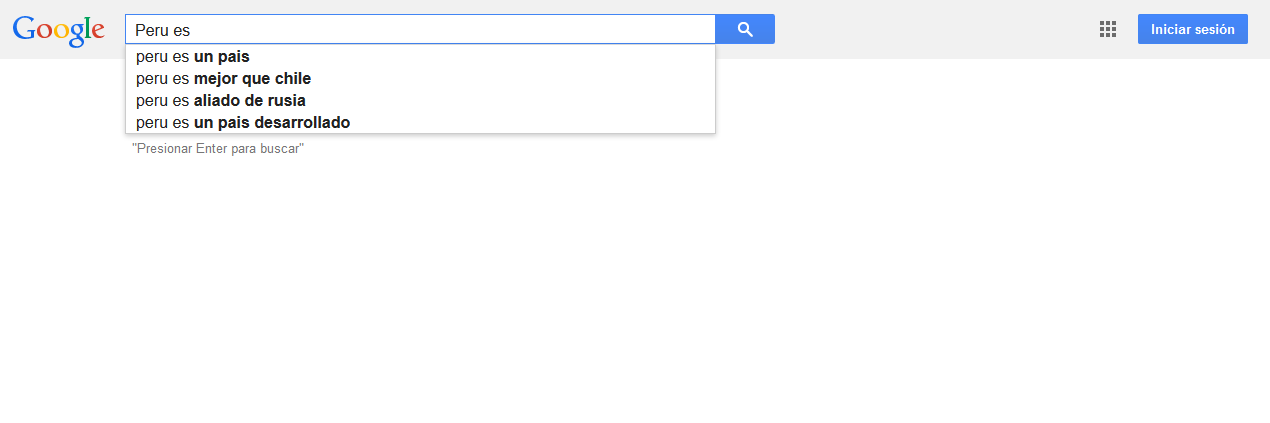 Google
Peru es
Iniciar sesión
peru es un pais
peru es mejor que chile
peru es aliado de rusia
peru es un pais desarrollado
"Presionar Enter para buscar"